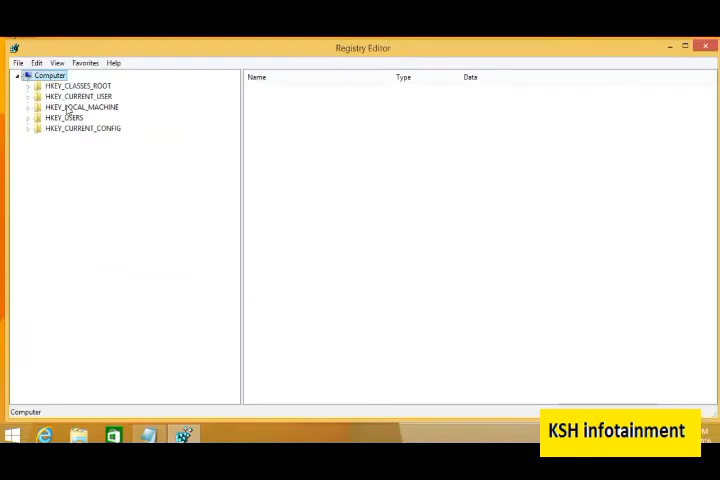 Registry Editor
File Edit View Favorites Help
Computer
HKEY_CLASSES_ROOT
HKEY_CURRENT_USER
HKEY_LOCAL_MACHINE
HKEY_USERS
HKEY_CURRENT_CONFIG
Name Type Data
Computer
KSH infotainment